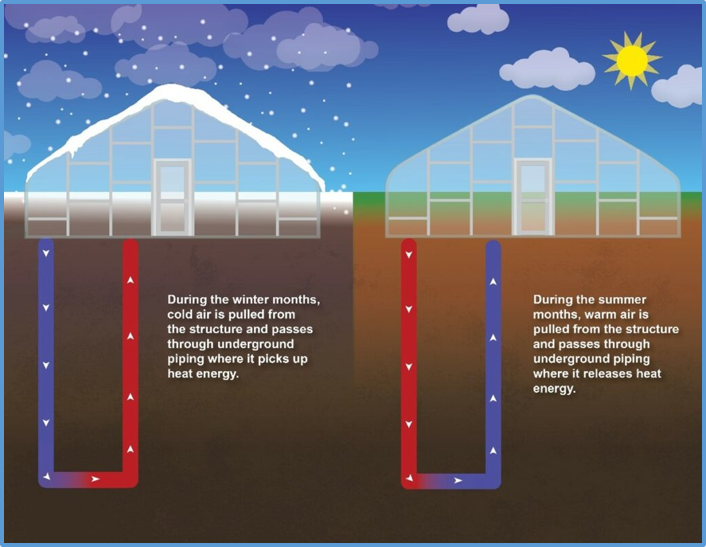 During the winter months,
cold air is pulled from
the structure and passes
through underground
piping where it picks up
heat energy.
During the summer
months, warm air is
pulled from the structure
and passes through
underground piping
where it releases heat
energy.